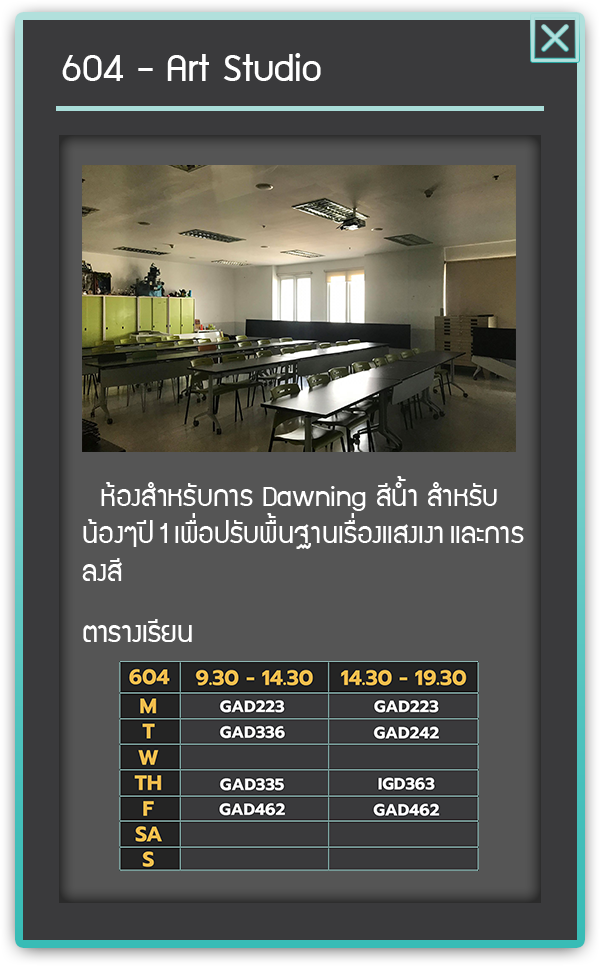 604 - Art Studio
ห้องสำหรับการ Dawning สีน้ำ สำหรับ
น้องๆปี 1 เพื่อปรับพื้นฐานเรื่องแสงเงา และการ
ลงสี
ตารางเรียน
604 9.30 - 14.30 14.30 - 19.30
M GAD223 GAD223
T GAD336 GAD242
W
TH GAD335 IGD363
F GAD462 GAD462
SA
S